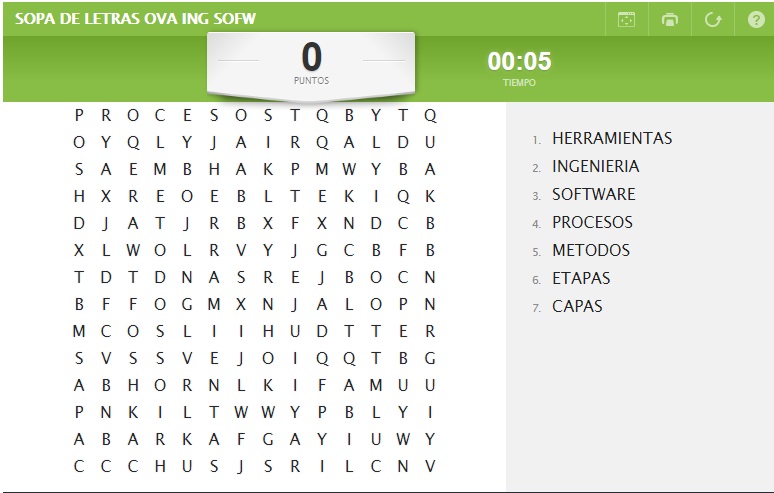 SOPA DE LETRAS OVA ING SOFW
0
PUNTOS
00:05
TIEMPO
P R O C E S O S T Q B Y T Q
O Y Q L Y J A I R Q A L D U
S A E M B H A K P M W Y B A
H X R E O E B L T E K I Q K
D J A T J R B X F X N D C B
X L W O L R V Y J G C B F B
T D T D N A S R E J B O C N
B F F O G M X N J A L O P N
M C O S L I I H U D T T E R
S V S S V E J O I Q Q T B G
A B H O R N L K I F A M U U
P N K I L T W W Y P B L Y I
A B A R K A F G A Y I U W Y
C C C H U S J S R I L C N V
1. HERRAMIENTAS
2. INGENIERIA
3. SOFTWARE
4. PROCESOS
5. METODOS
6. ETAPAS
7. CAPAS